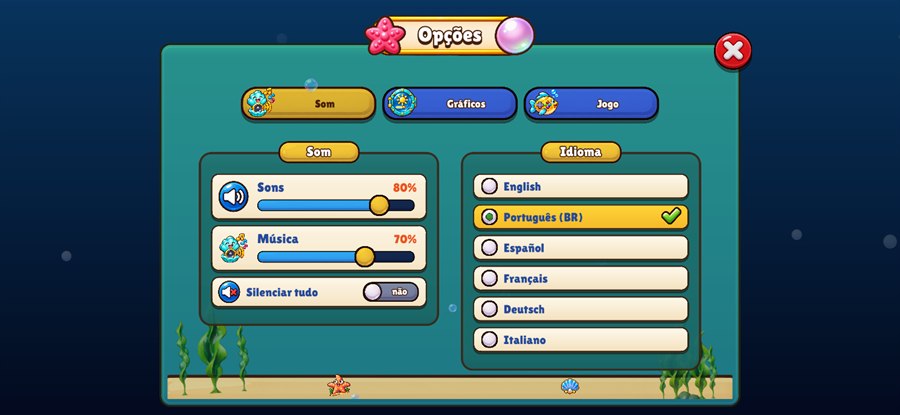 Opções
Som
Gráficos
Jogo
Som
Sons
80%
Música
70%
Silenciar tudo
não
Idioma
English
Português (BR)
Español
Français
Deutsch
Italiano